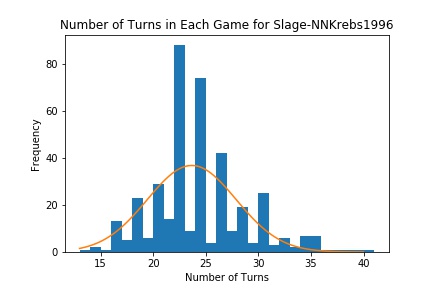 Number of Turns in Each Game for Slage-NNKrebs1996
80
60
40
20
0
Frequency
15 20 25 30 35 40
Number of Turns